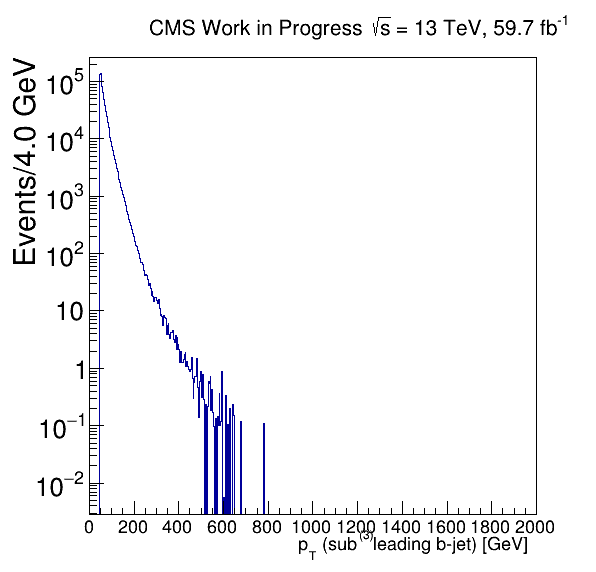 CMS Work in Progress √s = 13 TeV, 59.7 fb⁻¹
Events/4.0 GeV
10⁵
10⁴
10³
10²
10
1
10⁻¹
10⁻²
0 200 400 600 800 1000 1200 1400 1600 1800 2000
p_T (sub⁽³⁾leading b-jet) [GeV]